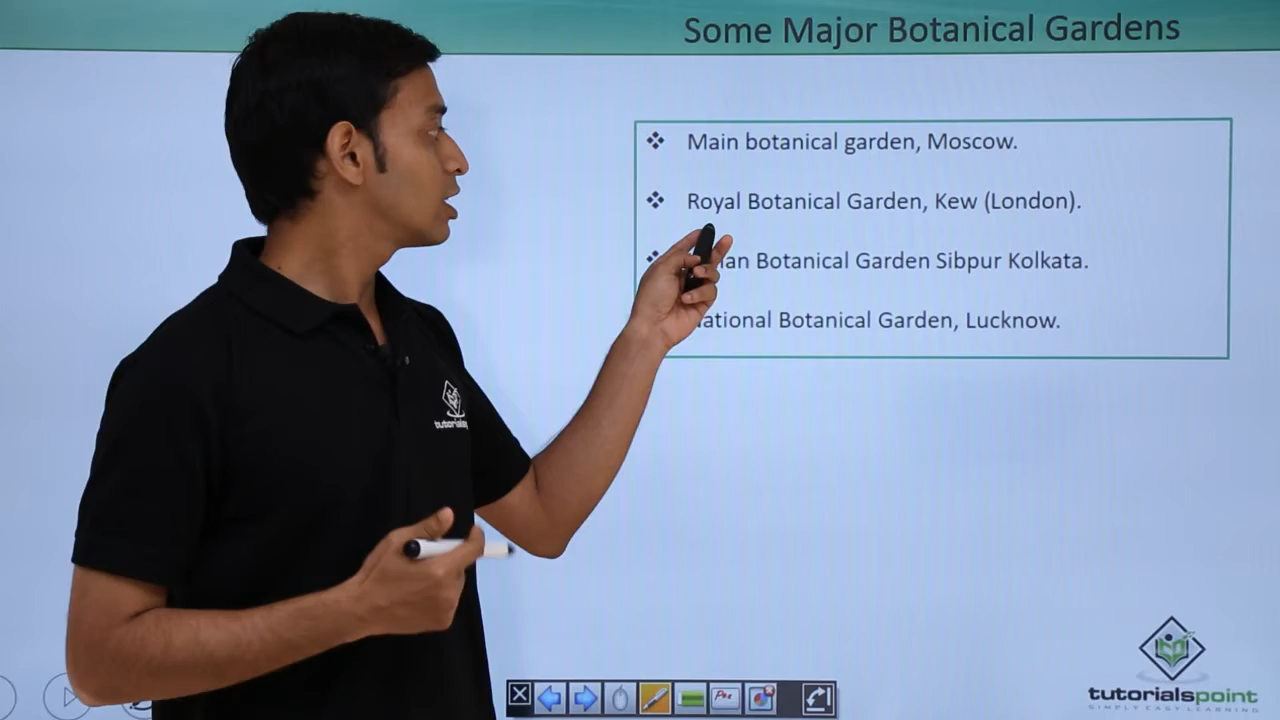 Some Major Botanical Gardens
Main botanical garden, Moscow.
Royal Botanical Garden, Kew (London).
Botanical Garden Sibpur Kolkata.
Botanical Garden, Lucknow.
tutorialspoint
SIMPLY EASY LEARNING